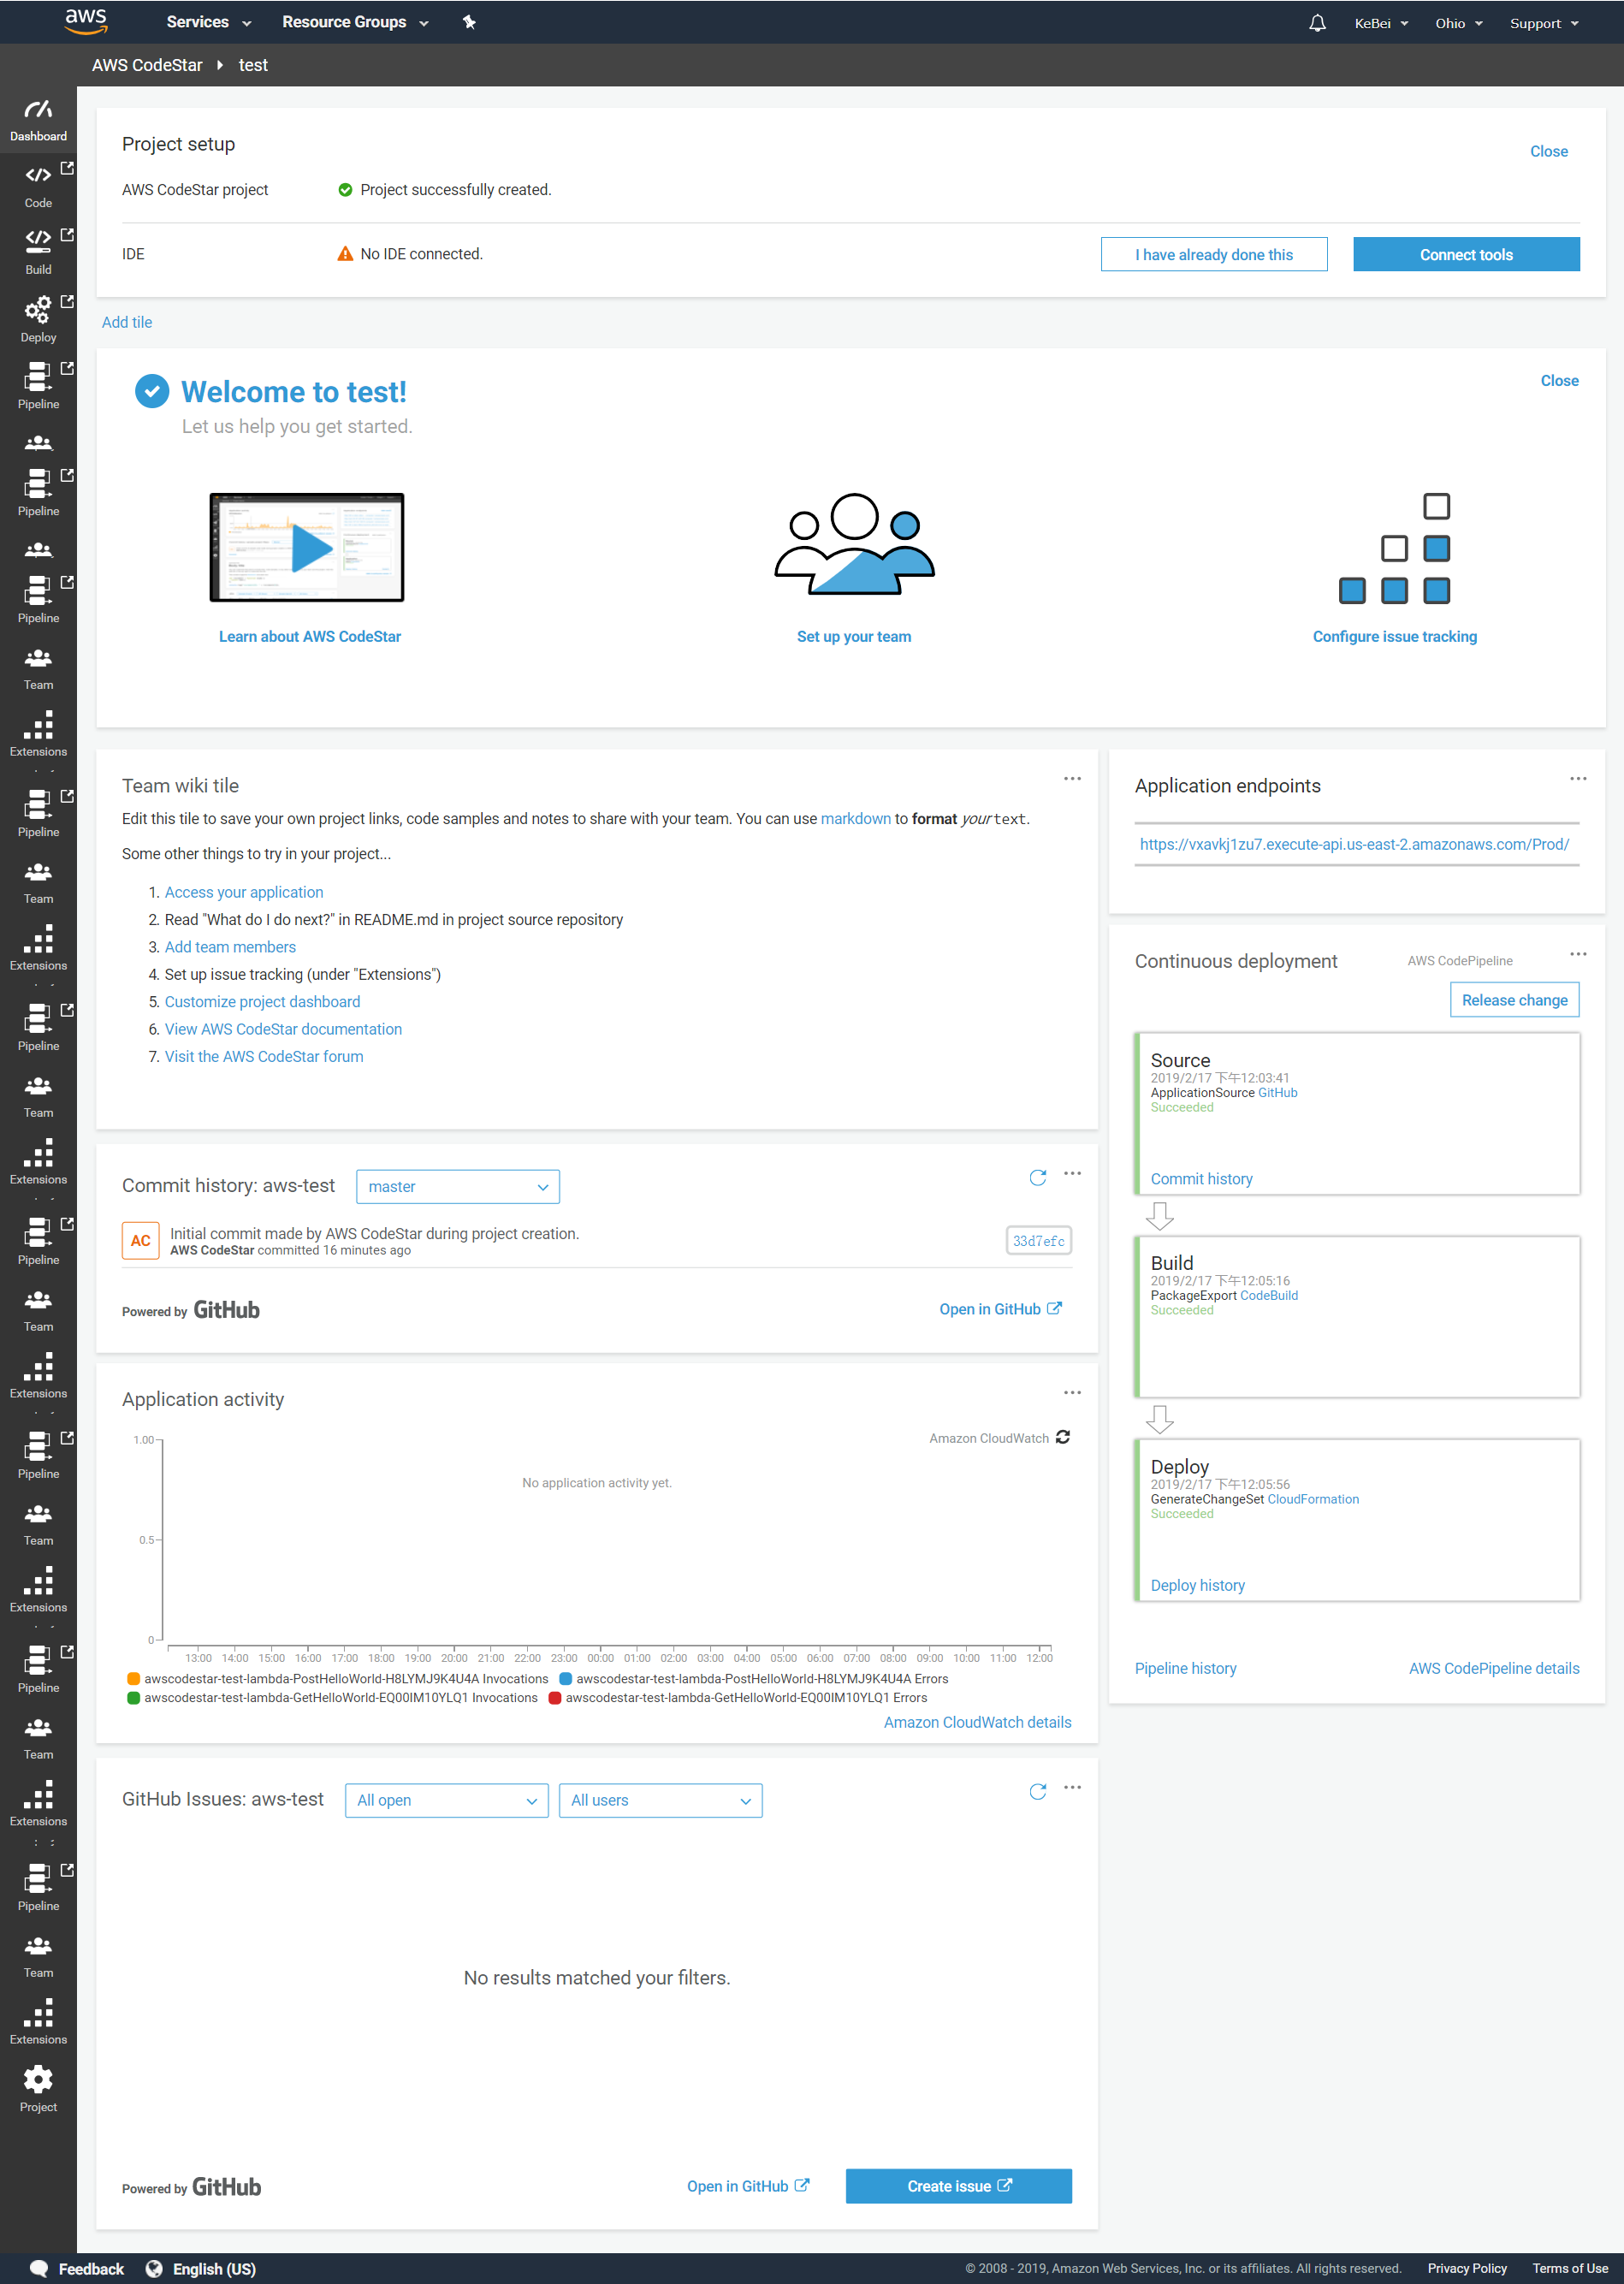 aws
Services
Resource Groups
KeBei
Ohio
Support
AWS CodeStar
test
Dashboard
Code
Build
Deploy
Pipeline
Pipeline
Pipeline
Team
Extensions
Pipeline
Team
Extensions
Pipeline
Team
Extensions
Pipeline
Team
Extensions
Pipeline
Team
Extensions
Pipeline
Team
Extensions
Pipeline
Team
Extensions
Project
Project setup
Close
AWS CodeStar project
Project successfully created.
IDE
No IDE connected.
I have already done this
Connect tools
Add tile
Welcome to test!
Close
Let us help you get started.
Learn about AWS CodeStar
Set up your team
Configure issue tracking
Team wiki tile
Edit this tile to save your own project links, code samples and notes to share with your team. You can use markdown to format your text.
Some other things to try in your project...
1. Access your application
2. Read "What do I do next?" in README.md in project source repository
3. Add team members
4. Set up issue tracking (under "Extensions")
5. Customize project dashboard
6. View AWS CodeStar documentation
7. Visit the AWS CodeStar forum
Application endpoints
https://vxavkj1zu7.execute-api.us-east-2.amazonaws.com/Prod/
Continuous deployment
AWS CodePipeline
Release change
Source
2019/2/17 下午12:03:41
ApplicationSource GitHub
Succeeded
Commit history
Build
2019/2/17 下午12:05:16
PackageExport CodeBuild
Succeeded
Deploy
2019/2/17 下午12:05:56
GenerateChangeSet CloudFormation
Succeeded
Deploy history
Pipeline history
AWS CodePipeline details
Commit history: aws-test
master
AC
Initial commit made by AWS CodeStar during project creation.
AWS CodeStar committed 16 minutes ago
33d7efc
Powered by GitHub
Open in GitHub
Application activity
Amazon CloudWatch
No application activity yet.
1.00
0.5
0
13:00 14:00 15:00 16:00 17:00 18:00 19:00 20:00 21:00 22:00 23:00 00:00 01:00 02:00 03:00 04:00 05:00 06:00 07:00 08:00 09:00 10:00 11:00 12:00
awscodestar-test-lambda-PostHelloWorld-H8LYMJ9K4U4A Invocations
awscodestar-test-lambda-PostHelloWorld-H8LYMJ9K4U4A Errors
awscodestar-test-lambda-GetHelloWorld-EQ00IM10YLQ1 Invocations
awscodestar-test-lambda-GetHelloWorld-EQ00IM10YLQ1 Errors
Amazon CloudWatch details
GitHub Issues: aws-test
All open
All users
No results matched your filters.
Powered by GitHub
Open in GitHub
Create issue
Feedback
English (US)
© 2008 - 2019, Amazon Web Services, Inc. or its affiliates. All rights reserved.
Privacy Policy
Terms of Use